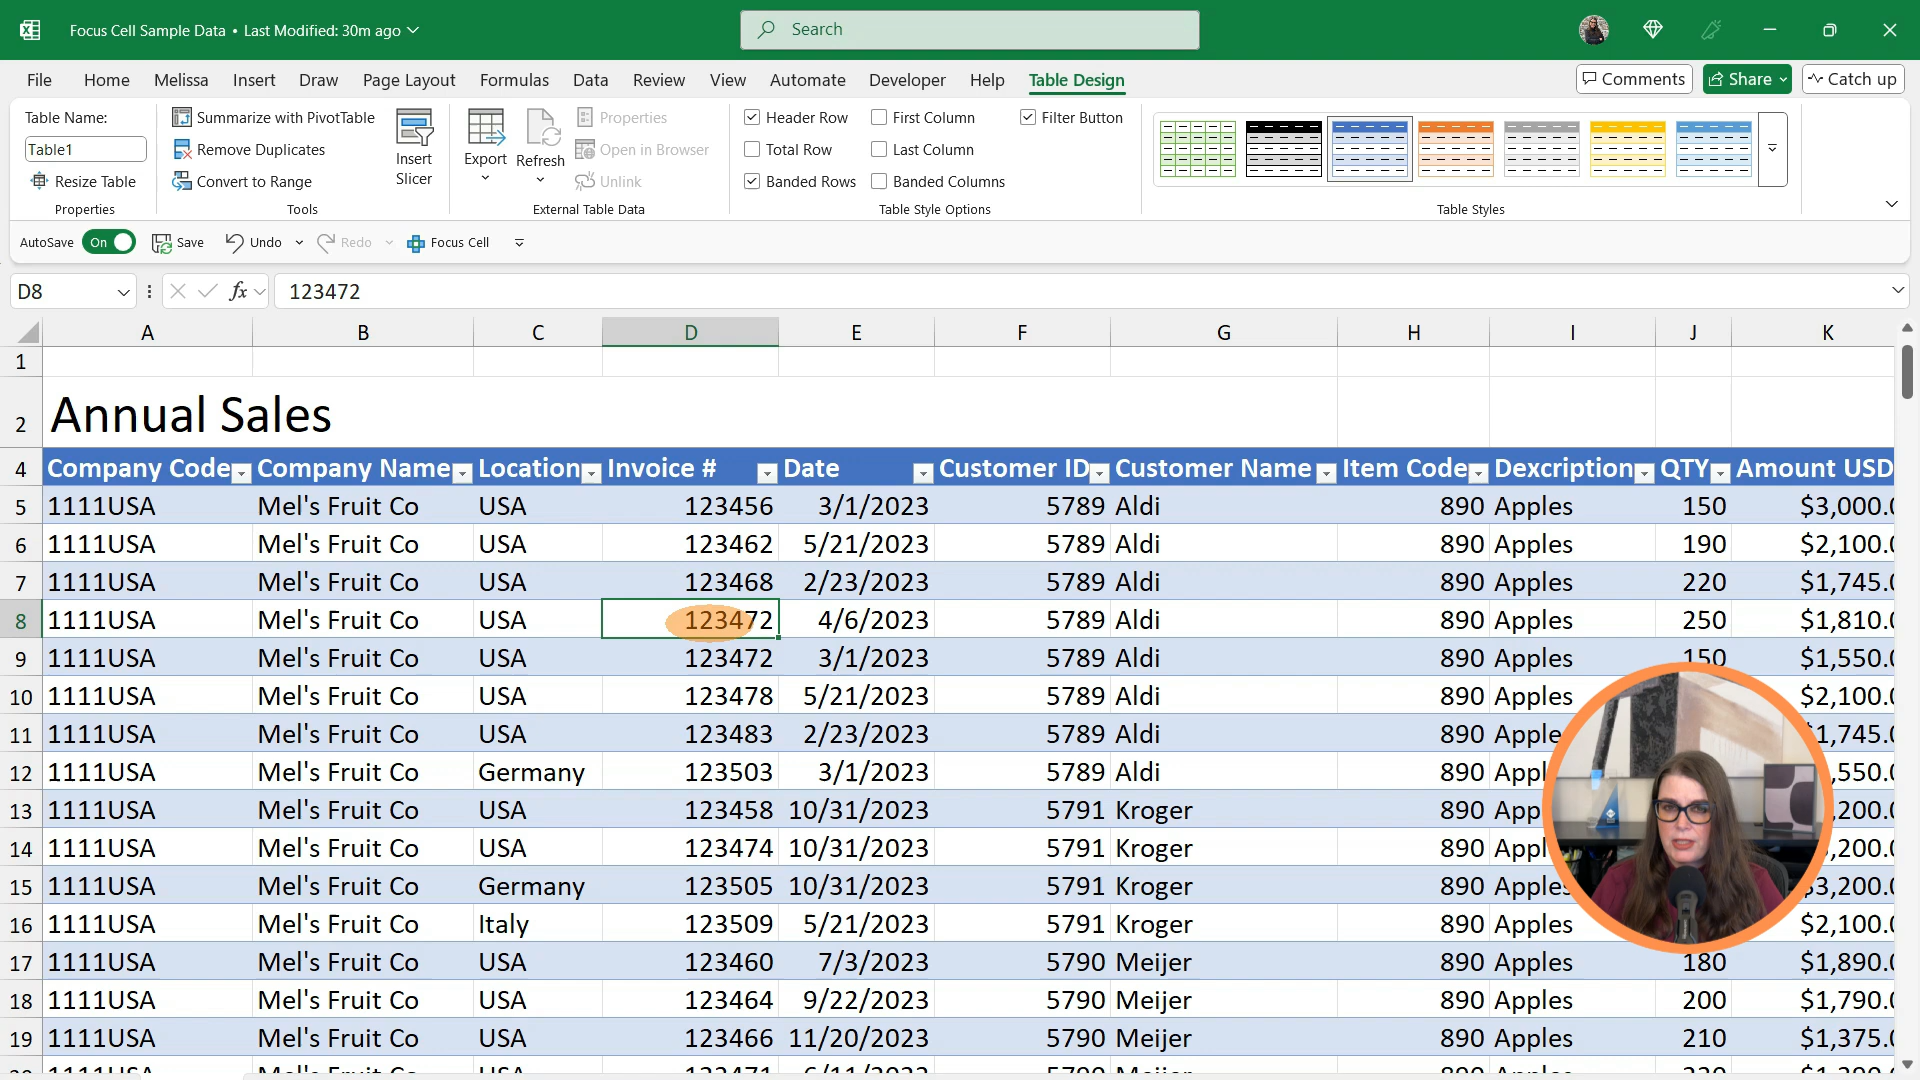 Focus Cell Sample Data • Last Modified: 30m ago
Search
File Home Melissa Insert Draw Page Layout Formulas Data Review View Automate Developer Help Table Design
Comments Share Catch up
Table Name:
Table1
Resize Table
Properties
Summarize with PivotTable
Remove Duplicates
Convert to Range
Tools
Insert
Slicer
Export
Refresh
Properties
Open in Browser
Unlink
External Table Data
Header Row First Column Filter Button
Total Row Last Column
Banded Rows Banded Columns
Table Style Options
Table Styles
AutoSave On Save Undo Redo Focus Cell
D8 fx 123472
A B C D E F G H I J K
1
2 Annual Sales
4 Company Code Company Name Location Invoice # Date Customer ID Customer Name Item Code Dexcription QTY Amount USD
5 1111USA Mel's Fruit Co USA 123456 3/1/2023 5789 Aldi 890 Apples 150 $3,000.0
6 1111USA Mel's Fruit Co USA 123462 5/21/2023 5789 Aldi 890 Apples 190 $2,100.0
7 1111USA Mel's Fruit Co USA 123468 2/23/2023 5789 Aldi 890 Apples 220 $1,745.0
8 1111USA Mel's Fruit Co USA 123472 4/6/2023 5789 Aldi 890 Apples 250 $1,810.0
9 1111USA Mel's Fruit Co USA 123472 3/1/2023 5789 Aldi 890 Apples 150 $1,550.0
10 1111USA Mel's Fruit Co USA 123478 5/21/2023 5789 Aldi 890 Apples $2,100.0
11 1111USA Mel's Fruit Co USA 123483 2/23/2023 5789 Aldi 890 Apple 1,745.0
12 1111USA Mel's Fruit Co Germany 123503 3/1/2023 5789 Aldi 890 Appl ,550.0
13 1111USA Mel's Fruit Co USA 123458 10/31/2023 5791 Kroger 890 App ,200.0
14 1111USA Mel's Fruit Co USA 123474 10/31/2023 5791 Kroger 890 Appl ,200.0
15 1111USA Mel's Fruit Co Germany 123505 10/31/2023 5791 Kroger 890 Apples 3,200.0
16 1111USA Mel's Fruit Co Italy 123509 5/21/2023 5791 Kroger 890 Apples $2,100.0
17 1111USA Mel's Fruit Co USA 123460 7/3/2023 5790 Meijer 890 Apples 180 $1,890.0
18 1111USA Mel's Fruit Co USA 123464 9/22/2023 5790 Meijer 890 Apples 200 $1,790.0
19 1111USA Mel's Fruit Co USA 123466 11/20/2023 5790 Meijer 890 Apples 210 $1,375.0